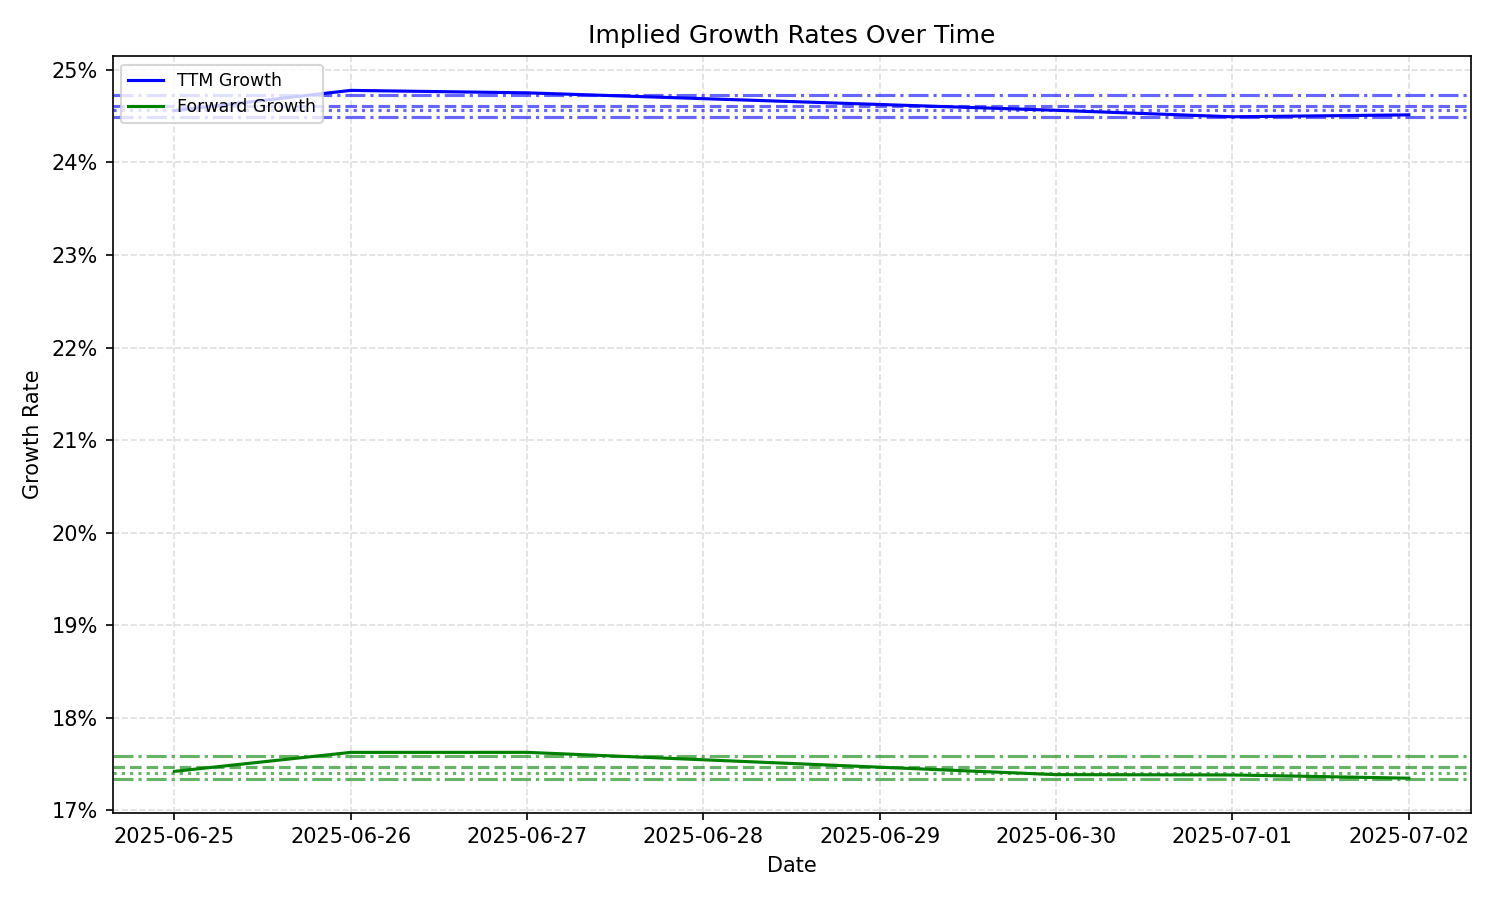 Implied Growth Rates Over Time
TTM Growth
Forward Growth
25%
24%
23%
22%
21%
20%
19%
18%
17%
Growth Rate
2025-06-25 2025-06-26 2025-06-27 2025-06-28 2025-06-29 2025-06-30 2025-07-01 2025-07-02
Date